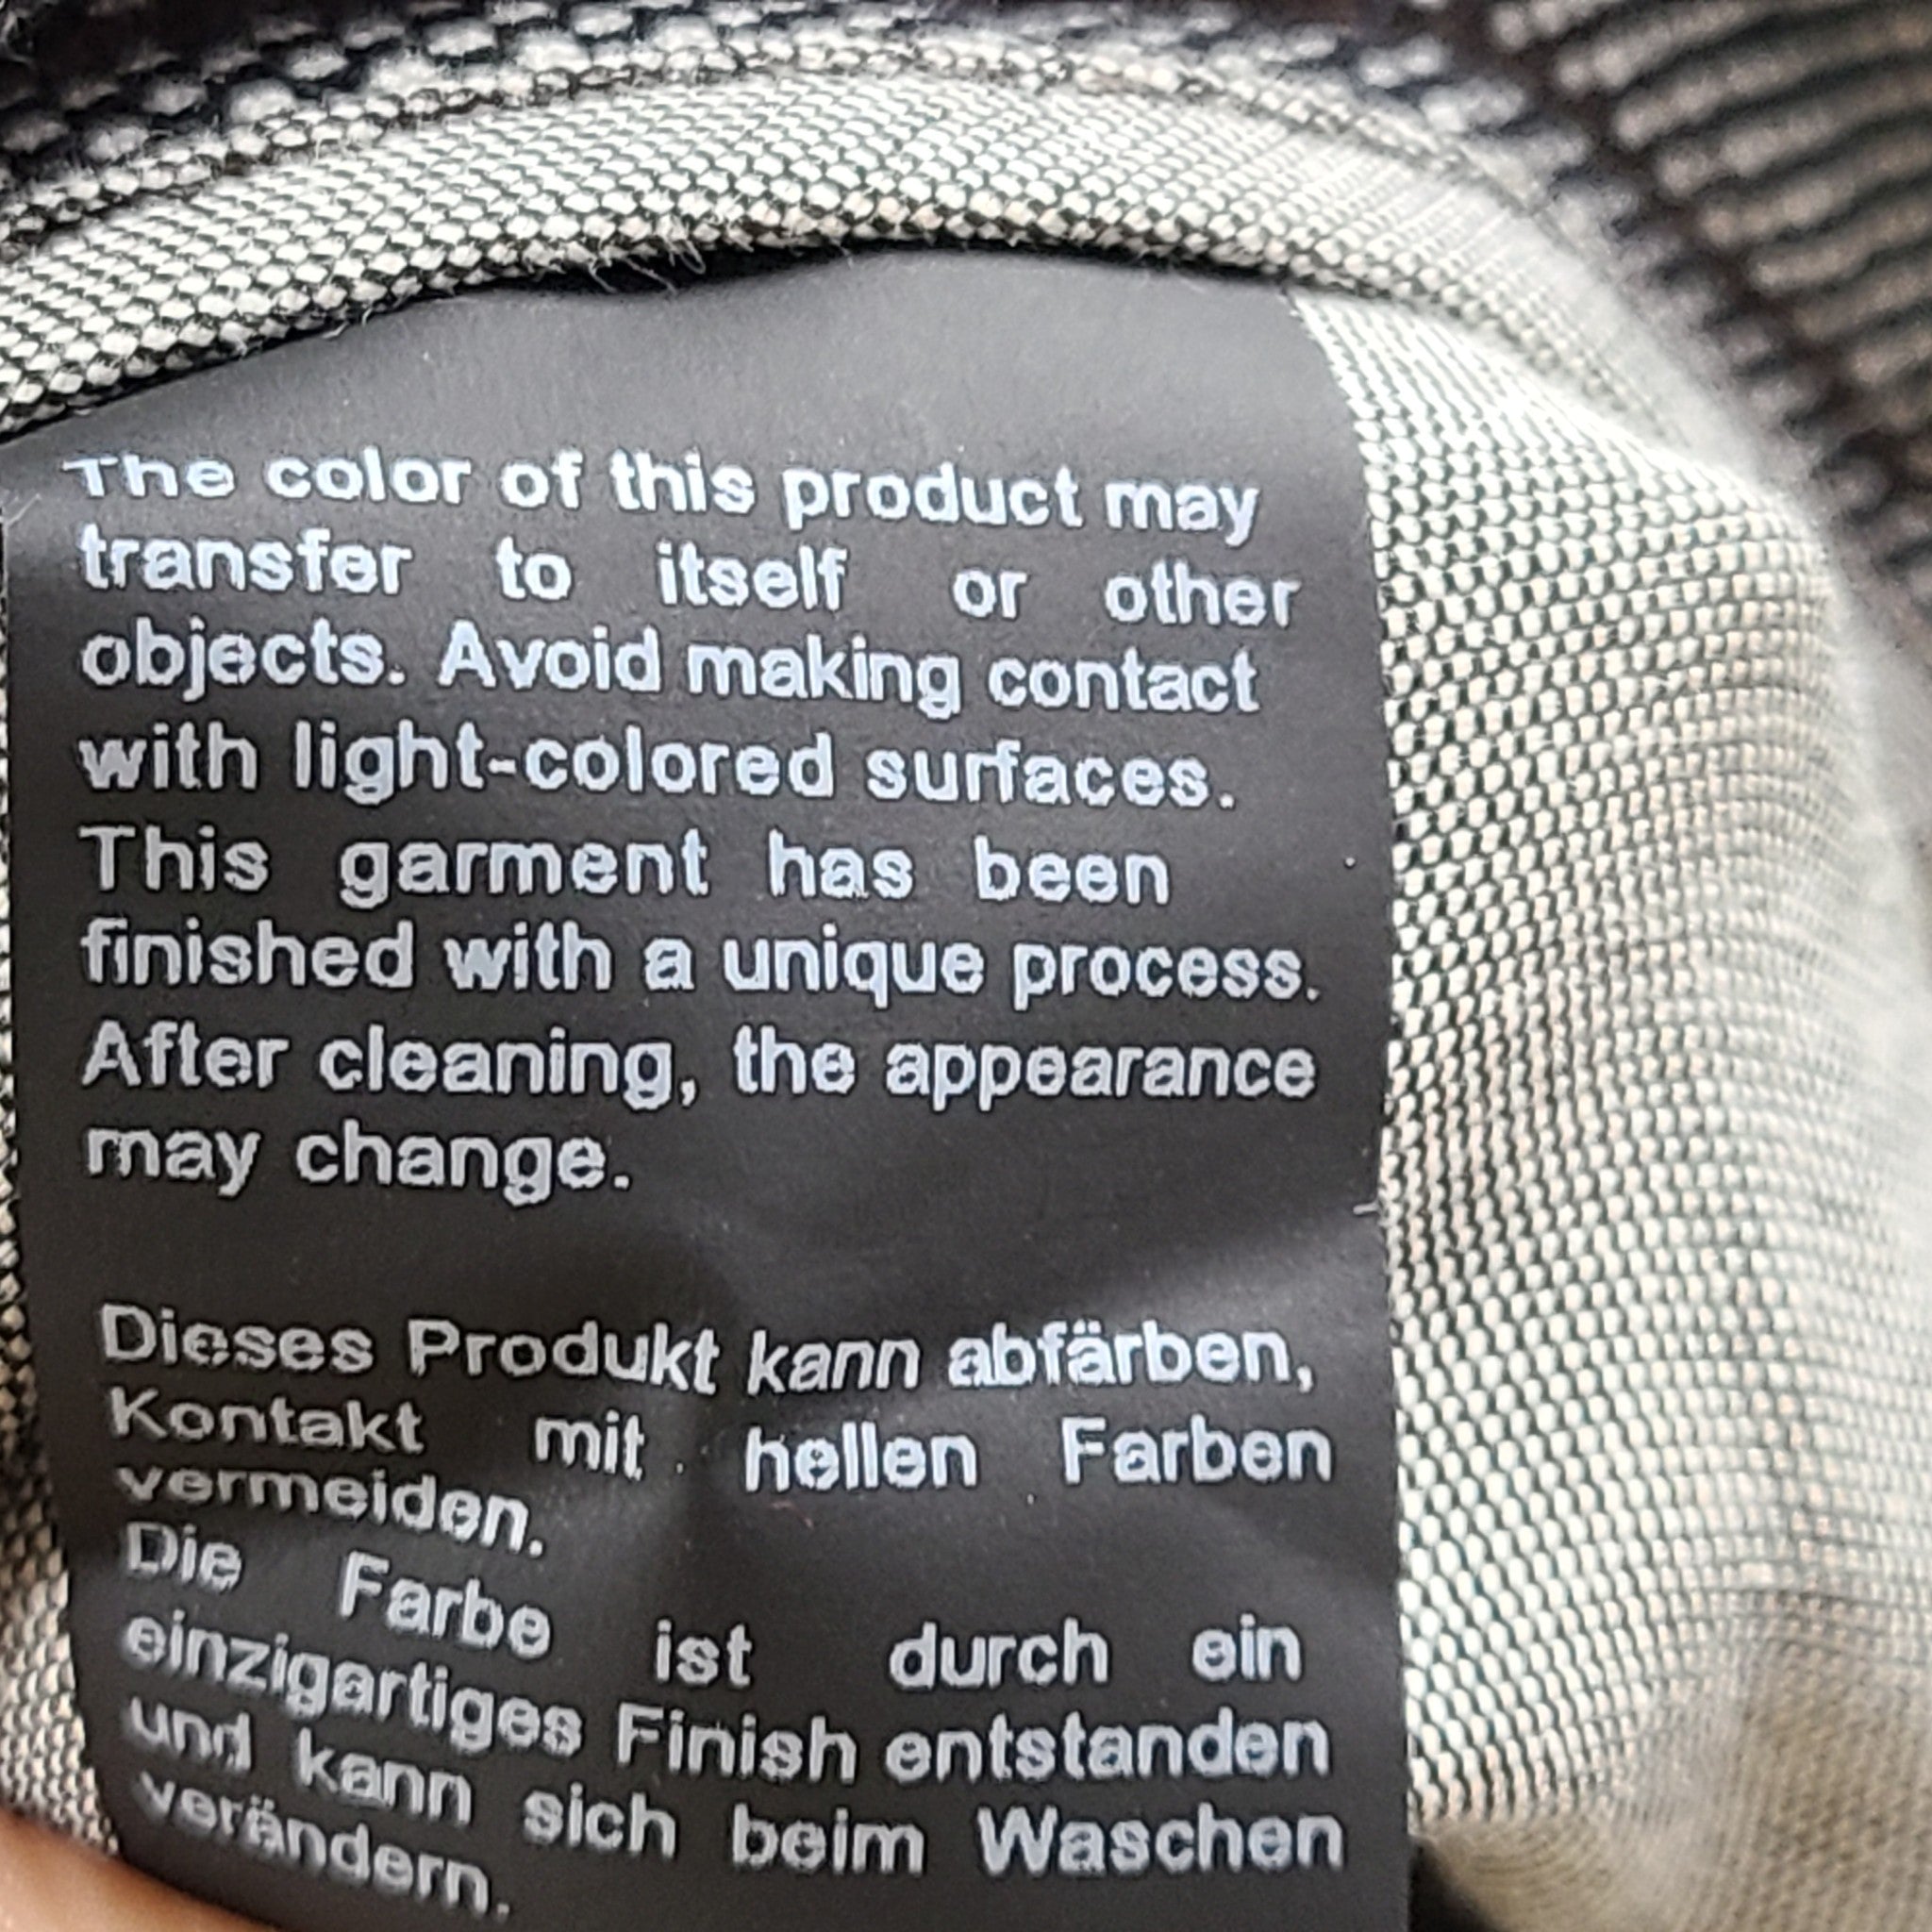 The color of this product may
transfer to itself or other
objects. Avoid making contact
with light-colored surfaces.
This garment has been
finished with a unique process.
After cleaning, the appearance
may change.
Dieses Produkt kann abfärben,
Kontakt mit hellen Farben
vermeiden.
Die Farbe ist durch ein
einzigartiges Finish entstanden
und kann sich beim Waschen
verändern.